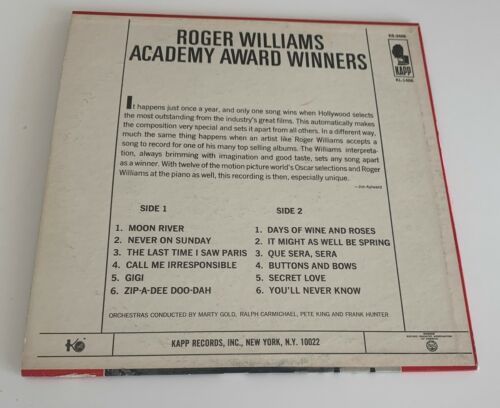 ROGER WILLIAMS
ACADEMY AWARD WINNERS
KAPP
KL-1406
It happens just once a year, and only one song wins when Hollywood selects
the most outstanding from the industry's great films. This automatically makes
the composition very special and sets it apart from all others. In a different way,
much the same thing happens when an artist like Roger Williams accepts a
song to record for one of his many top selling albums. The Williams interpreta-
tion, always brimming with imagination and good taste, sets any song apart
as a winner. With twelve of the motion picture world's Oscar selections and Roger
Williams at the piano as well, this recording is then, especially unique.
—Jon Aylward
SIDE 1
1. MOON RIVER
2. NEVER ON SUNDAY
3. THE LAST TIME I SAW PARIS
4. CALL ME IRRESPONSIBLE
5. GIGI
6. ZIP-A-DEE DOO-DAH
SIDE 2
1. DAYS OF WINE AND ROSES
2. IT MIGHT AS WELL BE SPRING
3. QUE SERA, SERA
4. BUTTONS AND BOWS
5. SECRET LOVE
6. YOU'LL NEVER KNOW
ORCHESTRAS CONDUCTED BY MARTY GOLD, RALPH CARMICHAEL, PETE KING AND FRANK HUNTER
KAPP RECORDS, INC., NEW YORK, N.Y. 10022